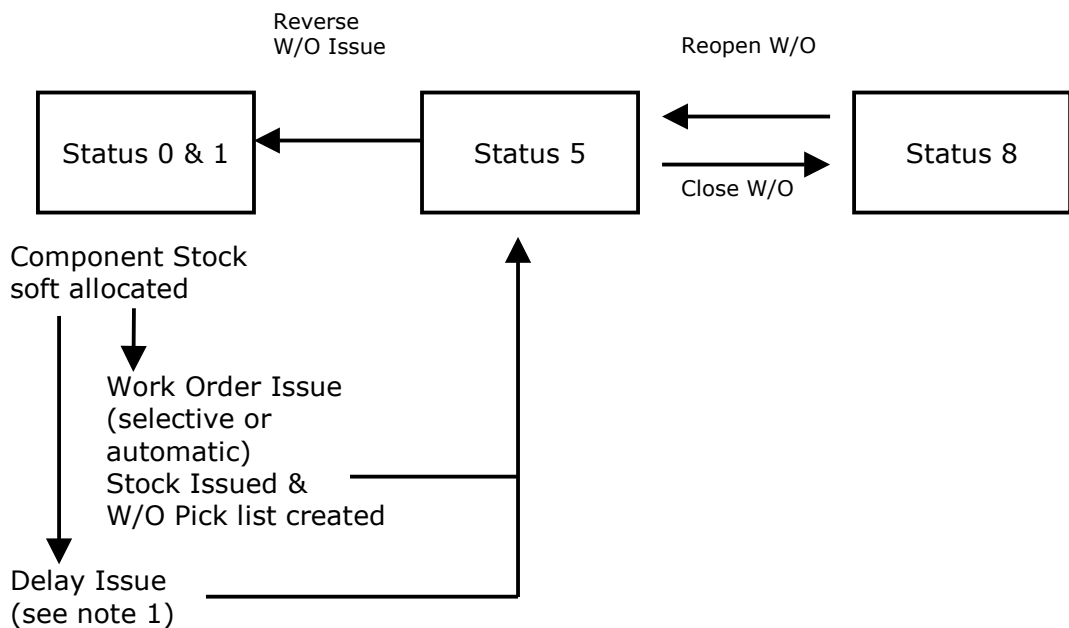 Reverse
W/O Issue
Reopen W/O
Status 0 & 1
Status 5
Status 8
Close W/O
Component Stock
soft allocated
Work Order Issue
(selective or
automatic)
Stock Issued &
W/O Pick list created
Delay Issue
(see note 1)